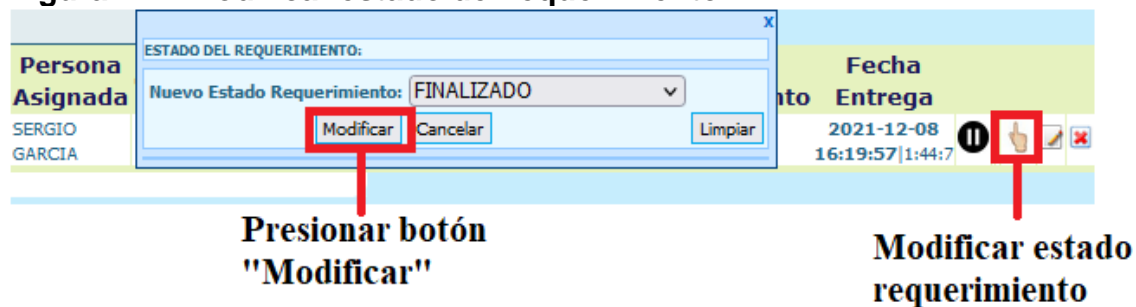 x
ESTADO DEL REQUERIMIENTO:
Persona
Asignada
Fecha
Entrega
Nuevo Estado Requerimiento: FINALIZADO
Modificar Cancelar Limpiar
SERGIO
GARCIA
2021-12-08
16:19:57|1:44:7
Presionar botón
"Modificar"
Modificar estado
requerimiento